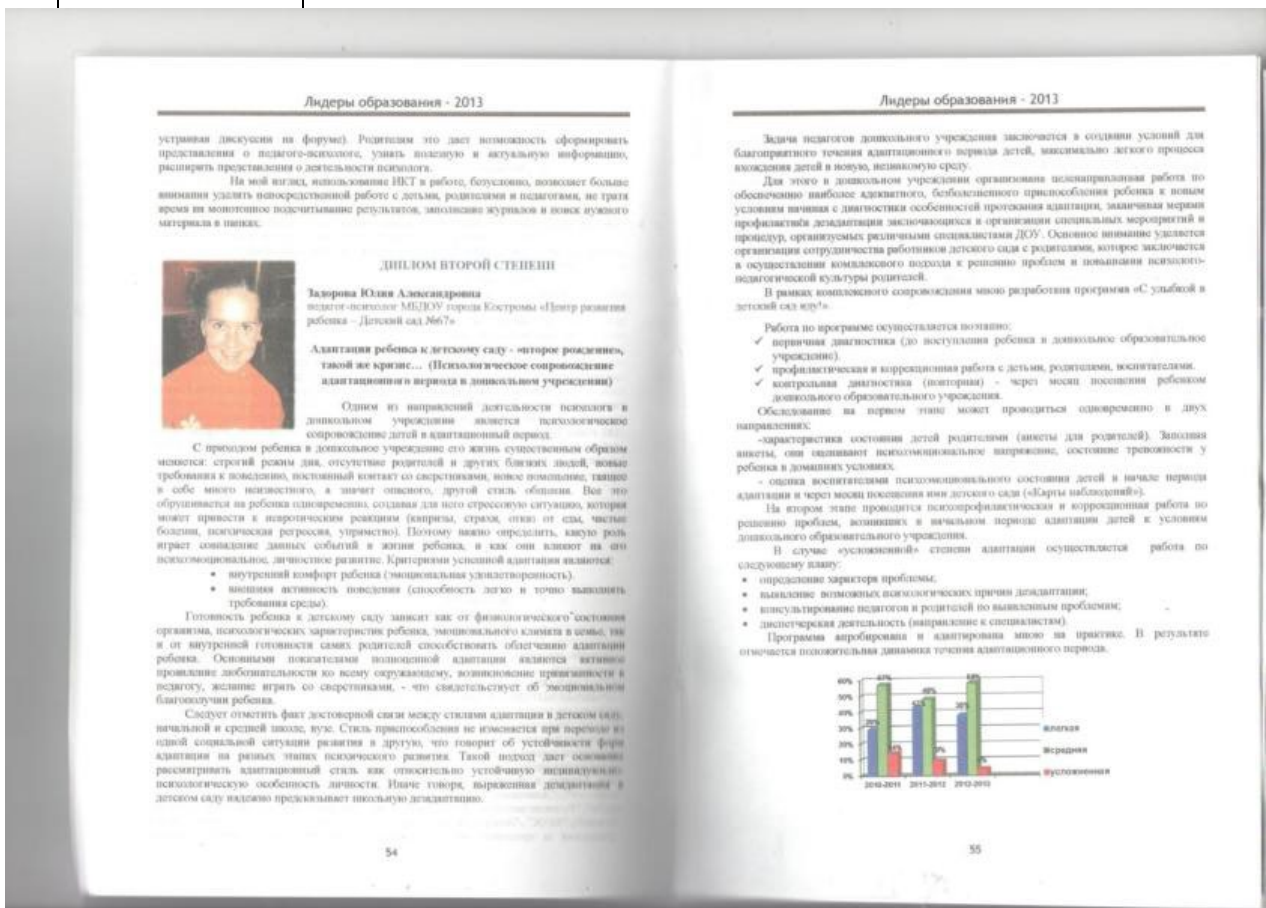 Лидеры образования - 2013
устраивая дискуссии на форуме). Родителям это дает возможность сформировать
представления о педагоге-психологе, узнать полезную и актуальную информацию,
расширить представления о деятельности психолога.
На мой взгляд, использование ИКТ в работе, безусловно, позволяет больше
внимания уделять непосредственной работе с детьми, родителями и педагогами, не тратя
время на монотонное подсчитывание результатов, заполнение журналов и поиск нужного
материала в папках.
ДИПЛОМ ВТОРОЙ СТЕПЕНИ
Задорова Юлия Александровна
педагог-психолог МБДОУ города Костромы «Центр развития
ребенка – Детский сад №67»
Адаптация ребенка к детскому саду - «второе рождение»,
такой же кризис… (Психологическое сопровождение
адаптационного периода в дошкольном учреждении)
Одним из направлений деятельности психолога в
дошкольном учреждении является психологическое
сопровождение детей в адаптационный период.
С приходом ребенка в дошкольное учреждение его жизнь существенным образом
меняется: строгий режим дня, отсутствие родителей и других близких людей, новые
требования к поведению, постоянный контакт со сверстниками, новое помещение, таящее
в себе много неизвестного, а значит опасного, другой стиль общения. Все это
обрушивается на ребенка одновременно, создавая для него стрессовую ситуацию, которая
может привести к невротическим реакциям (капризы, страхи, отказ от еды, частые
болезни, психическая регрессия, упрямство). Поэтому важно определить, какую роль
играет совпадение данных событий в жизни ребенка, и как они влияют на его
психоэмоциональное, личностное развитие. Критериями успешной адаптации являются:
• внутренний комфорт ребенка (эмоциональная удовлетворенность).
• внешняя активность поведения (способность легко и точно выполнять
требования среды).
Готовность ребенка к детскому саду зависит как от физиологического состояния
организма, психологических характеристик ребенка, эмоционального климата в семье, так
и от внутренней готовности самих родителей способствовать облегчению адаптации
ребенка. Основными показателями полноценной адаптации являются активное
проявление любознательности ко всему окружающему, возникновение привязанности к
педагогу, желание играть со сверстниками, - что свидетельствует об эмоциональном
благополучии ребенка.
Следует отметить факт достоверной связи между стилями адаптации в детском саду,
начальной и средней школе, вузе. Стиль приспособления не изменяется при переходе из
одной социальной ситуации развития в другую, что говорит об устойчивости форм
адаптации на разных этапах психического развития. Такой подход дает основание
рассматривать адаптационный стиль как относительно устойчивую индивидуально-
психологическую особенность личности. Иначе говоря, выраженная дезадаптация в
детском саду надежно предсказывает школьную дезадаптацию.
54
Лидеры образования - 2013
Задача педагогов дошкольного учреждения заключается в создании условий для
благоприятного течения адаптационного периода детей, максимально легкого процесса
вхождения детей в новую, незнакомую среду.
Для этого в дошкольном учреждении организована целенаправленная работа по
обеспечению наиболее адекватного, безболезненного приспособления ребенка к новым
условиям начиная с диагностики особенностей протекания адаптации, заканчивая мерами
профилактики дезадаптации заключающихся в организации специальных мероприятий и
процедур, организуемых различными специалистами ДОУ. Основное внимание уделяется
организации сотрудничества работников детского сада с родителями, которое заключается
в осуществлении комплексного подхода к решению проблем и повышении психолого-
педагогической культуры родителей.
В рамках комплексного сопровождения мною разработана программа «С улыбкой в
детский сад иду!».
Работа по программе осуществляется поэтапно:
✓ первичная диагностика (до поступления ребенка в дошкольное образовательное
учреждение).
✓ профилактическая и коррекционная работа с детьми, родителями, воспитателями.
✓ контрольная диагностика (повторная) - через месяц посещения ребенком
дошкольного образовательного учреждения.
Обследование на первом этапе может проводиться одновременно в двух
направлениях:
-характеристика состояния детей родителями (анкеты для родителей). Заполняя
анкеты, они оценивают психоэмоциональное напряжение, состояние тревожности у
ребенка в домашних условиях.
- оценка воспитателями психоэмоционального состояния детей в начале периода
адаптации и через месяц посещения ими детского сада («Карты наблюдений»).
На втором этапе проводится психопрофилактическая и коррекционная работа по
решению проблем, возникших в начальном периоде адаптации детей к условиям
дошкольного образовательного учреждения.
В случае «усложненной» степени адаптации осуществляется работа по
следующему плану:
• определение характера проблемы;
• выявление возможных психологических причин дезадаптации;
• консультирование педагогов и родителей по выявленным проблемам;
• диспетчерская деятельность (направление к специалистам).
Программа апробирована и адаптирована мною на практике. В результате
отмечается положительная динамика течения адаптационного периода.
60%
50%
40%
30%
20%
10%
0%
2010-2011 2011-2012 2012-2013
легкая
средняя
усложненная
55